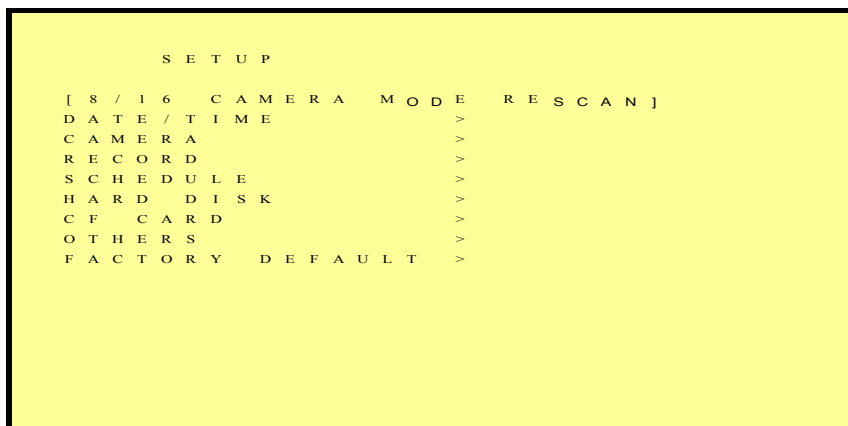 SETUP
[8/16 CAMERA MODE RESCAN]
DATE/TIME >
CAMERA >
RECORD >
SCHEDULE >
HARD DISK >
CF CARD >
OTHERS >
FACTORY DEFAULT >